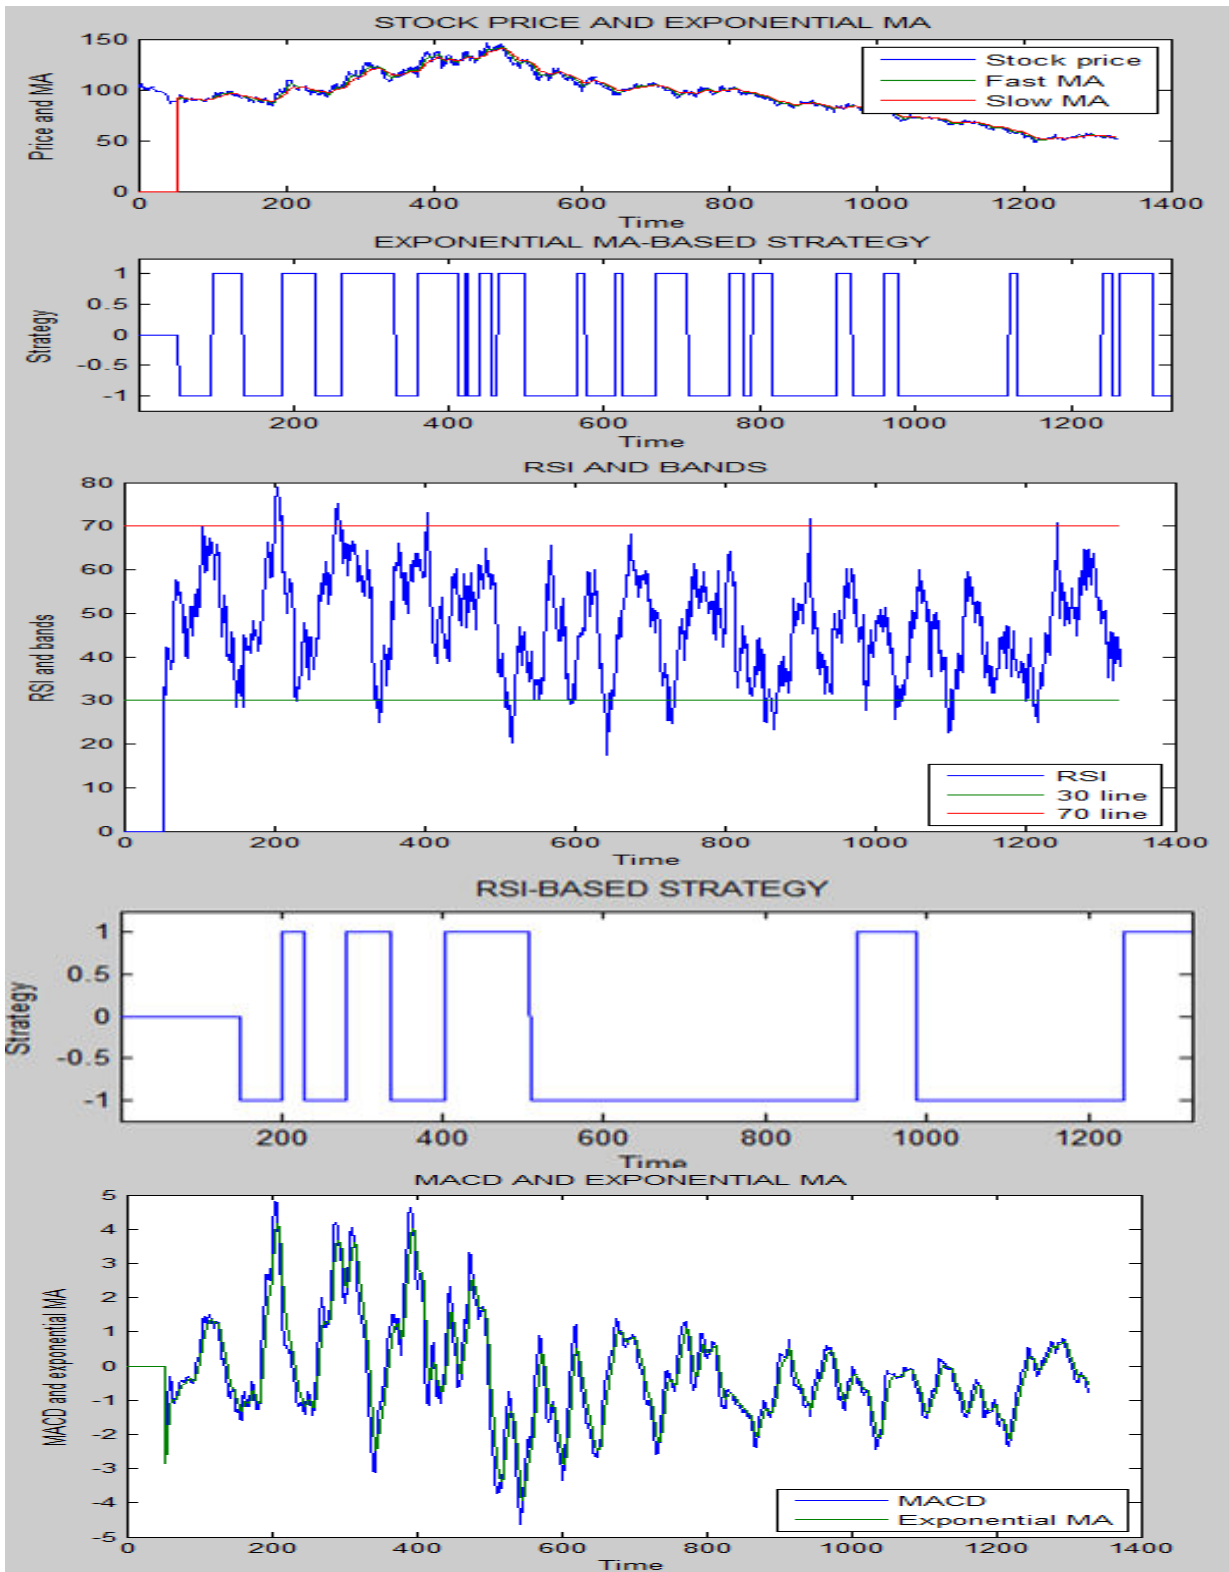 STOCK PRICE AND EXPONENTIAL MA
150
100
50
0
Price and MA
Stock price
Fast MA
Slow MA
0 200 400 600 800 1000 1200 1400
Time
EXPONENTIAL MA-BASED STRATEGY
1
0.5
0
-0.5
-1
Strategy
200 400 600 800 1000 1200
Time
RSI AND BANDS
80
70
60
50
40
30
20
10
0
RSI and bands
RSI
30 line
70 line
0 200 400 600 800 1000 1200 1400
Time
RSI-BASED STRATEGY
1
0.5
0
-0.5
-1
Strategy
200 400 600 800 1000 1200
Time
MACD AND EXPONENTIAL MA
5
4
3
2
1
0
-1
-2
-3
-4
-5
MACD and exponential MA
MACD
Exponential MA
0 200 400 600 800 1000 1200 1400
Time